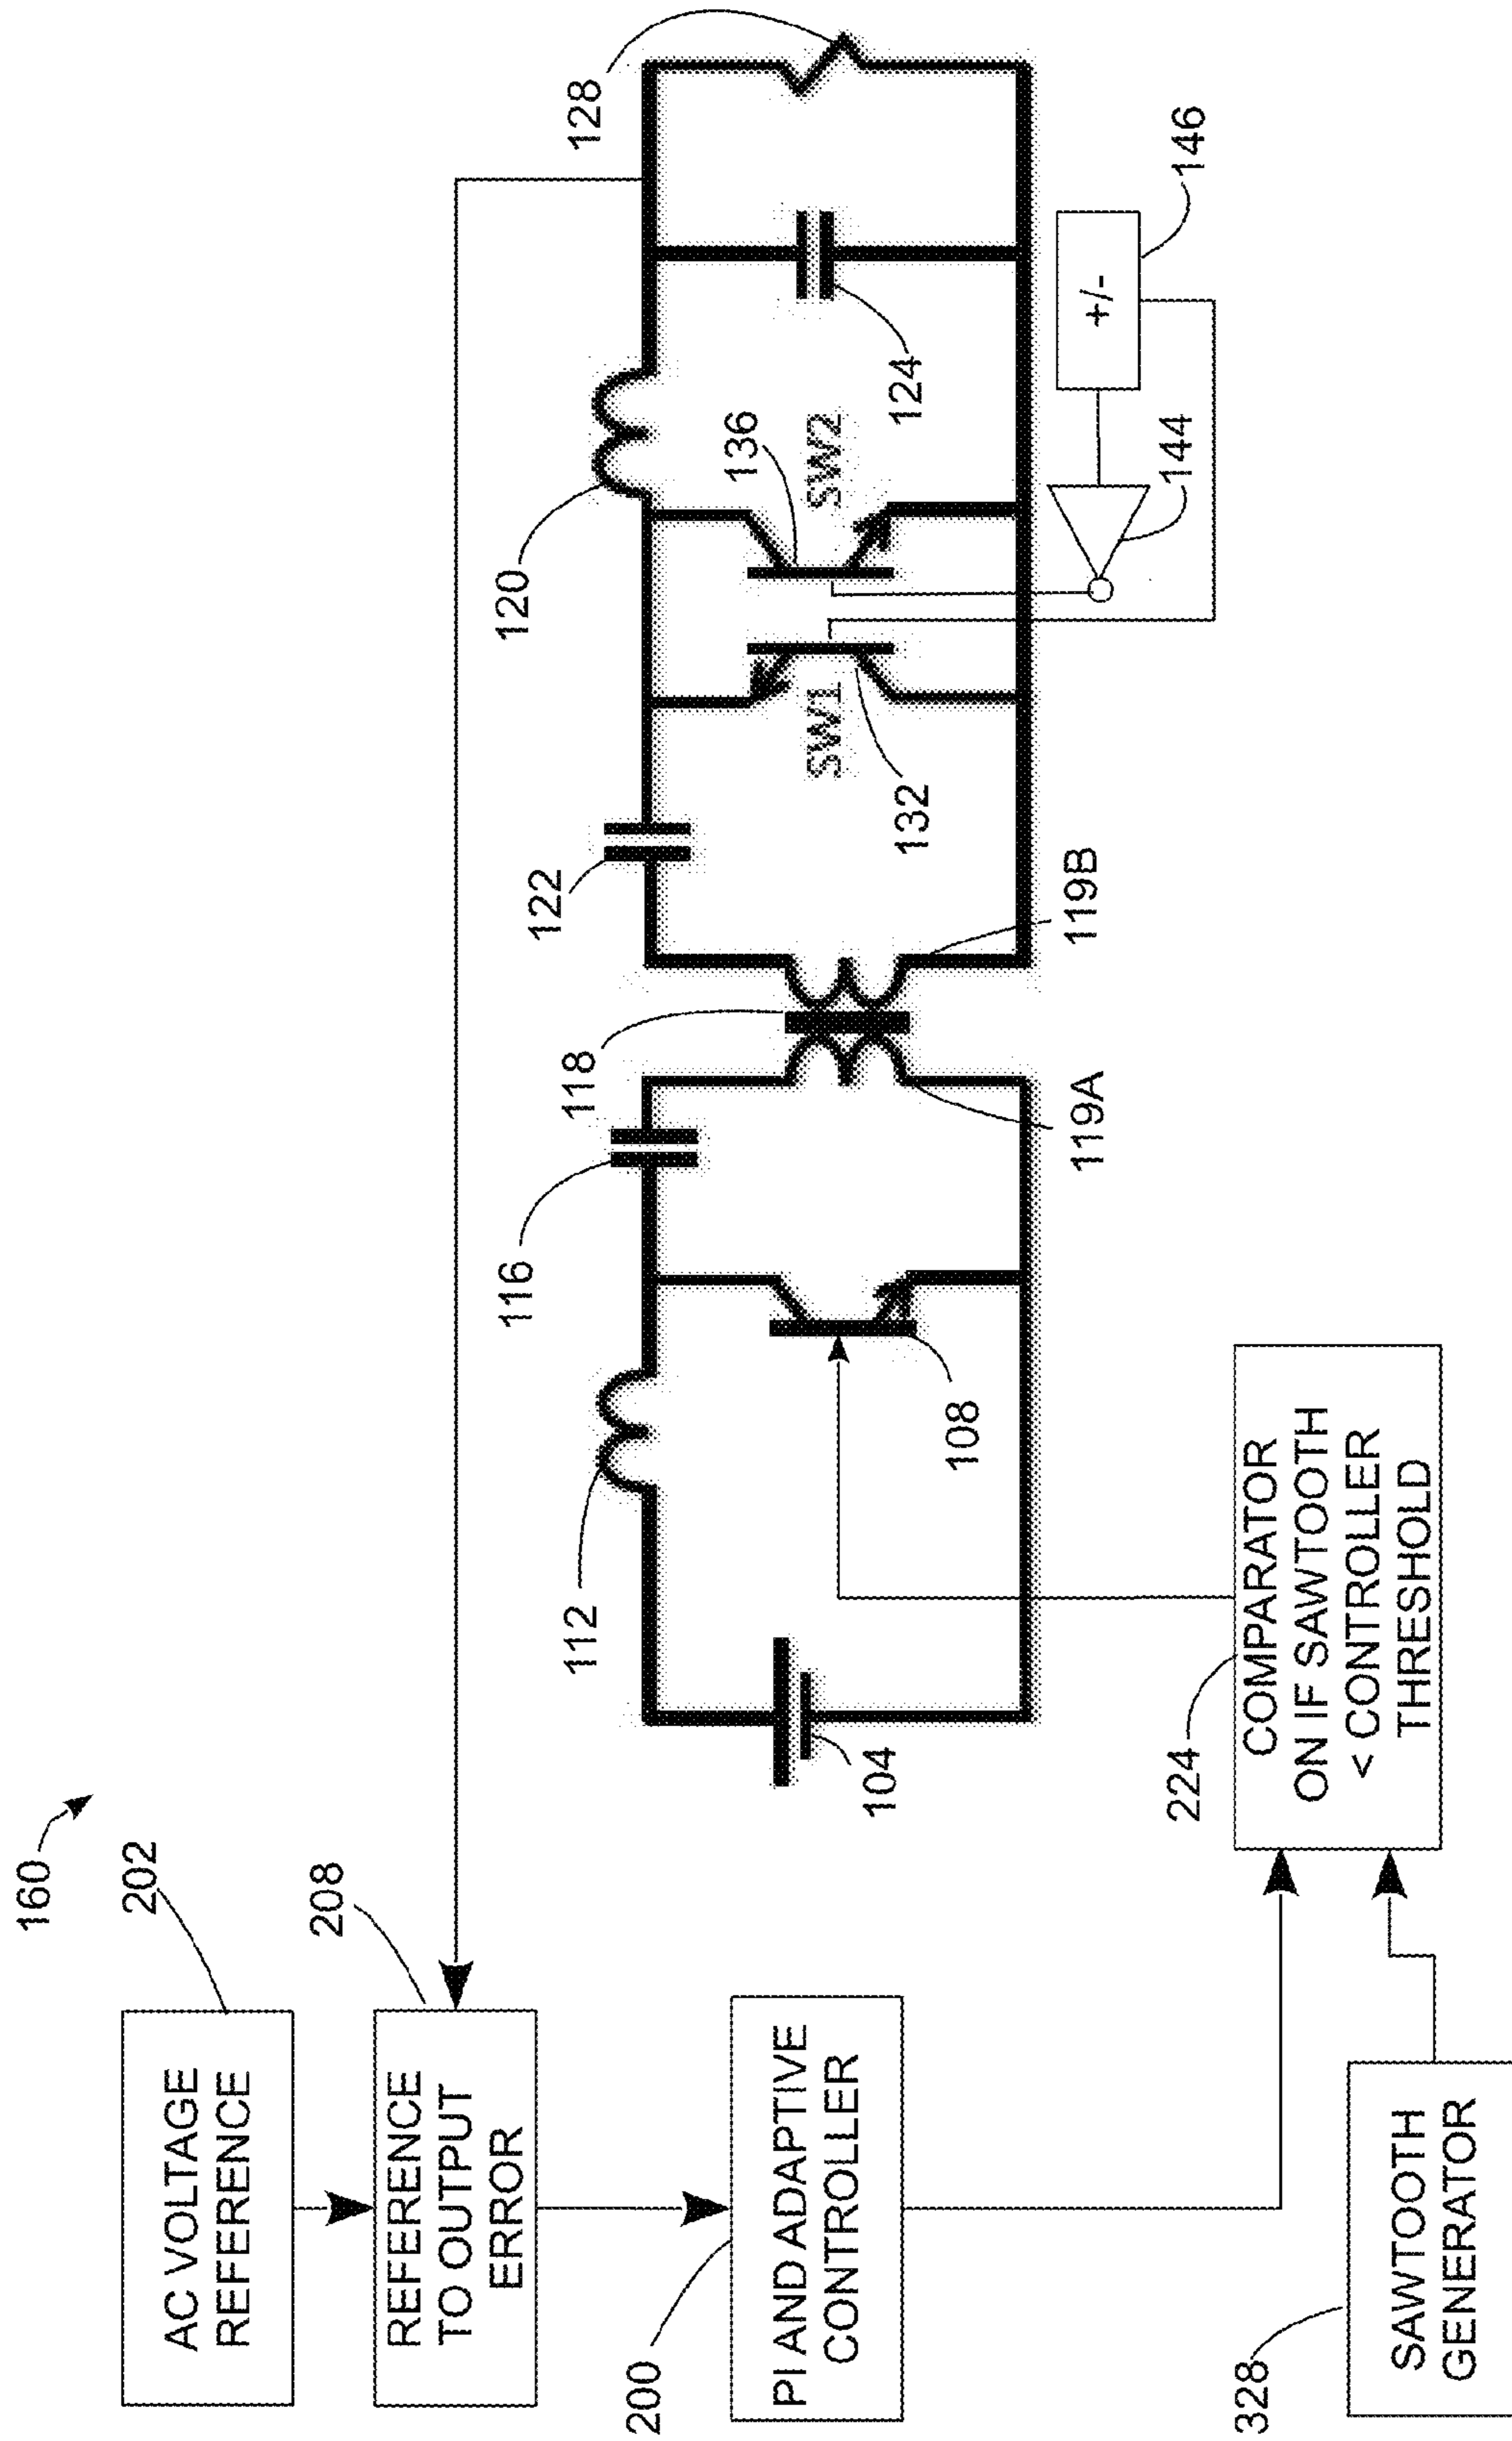 160
202
AC VOLTAGE
REFERENCE
208
REFERENCE
TO OUTPUT
ERROR
200
PI AND ADAPTIVE
CONTROLLER
328
SAWTOOTH
GENERATOR
224
COMPARATOR
ON IF SAWTOOTH
< CONTROLLER
THRESHOLD
104
112
108
116
118
119A
119B
122
SW1
132
120
136
SW2
124
128
+/-
146
144